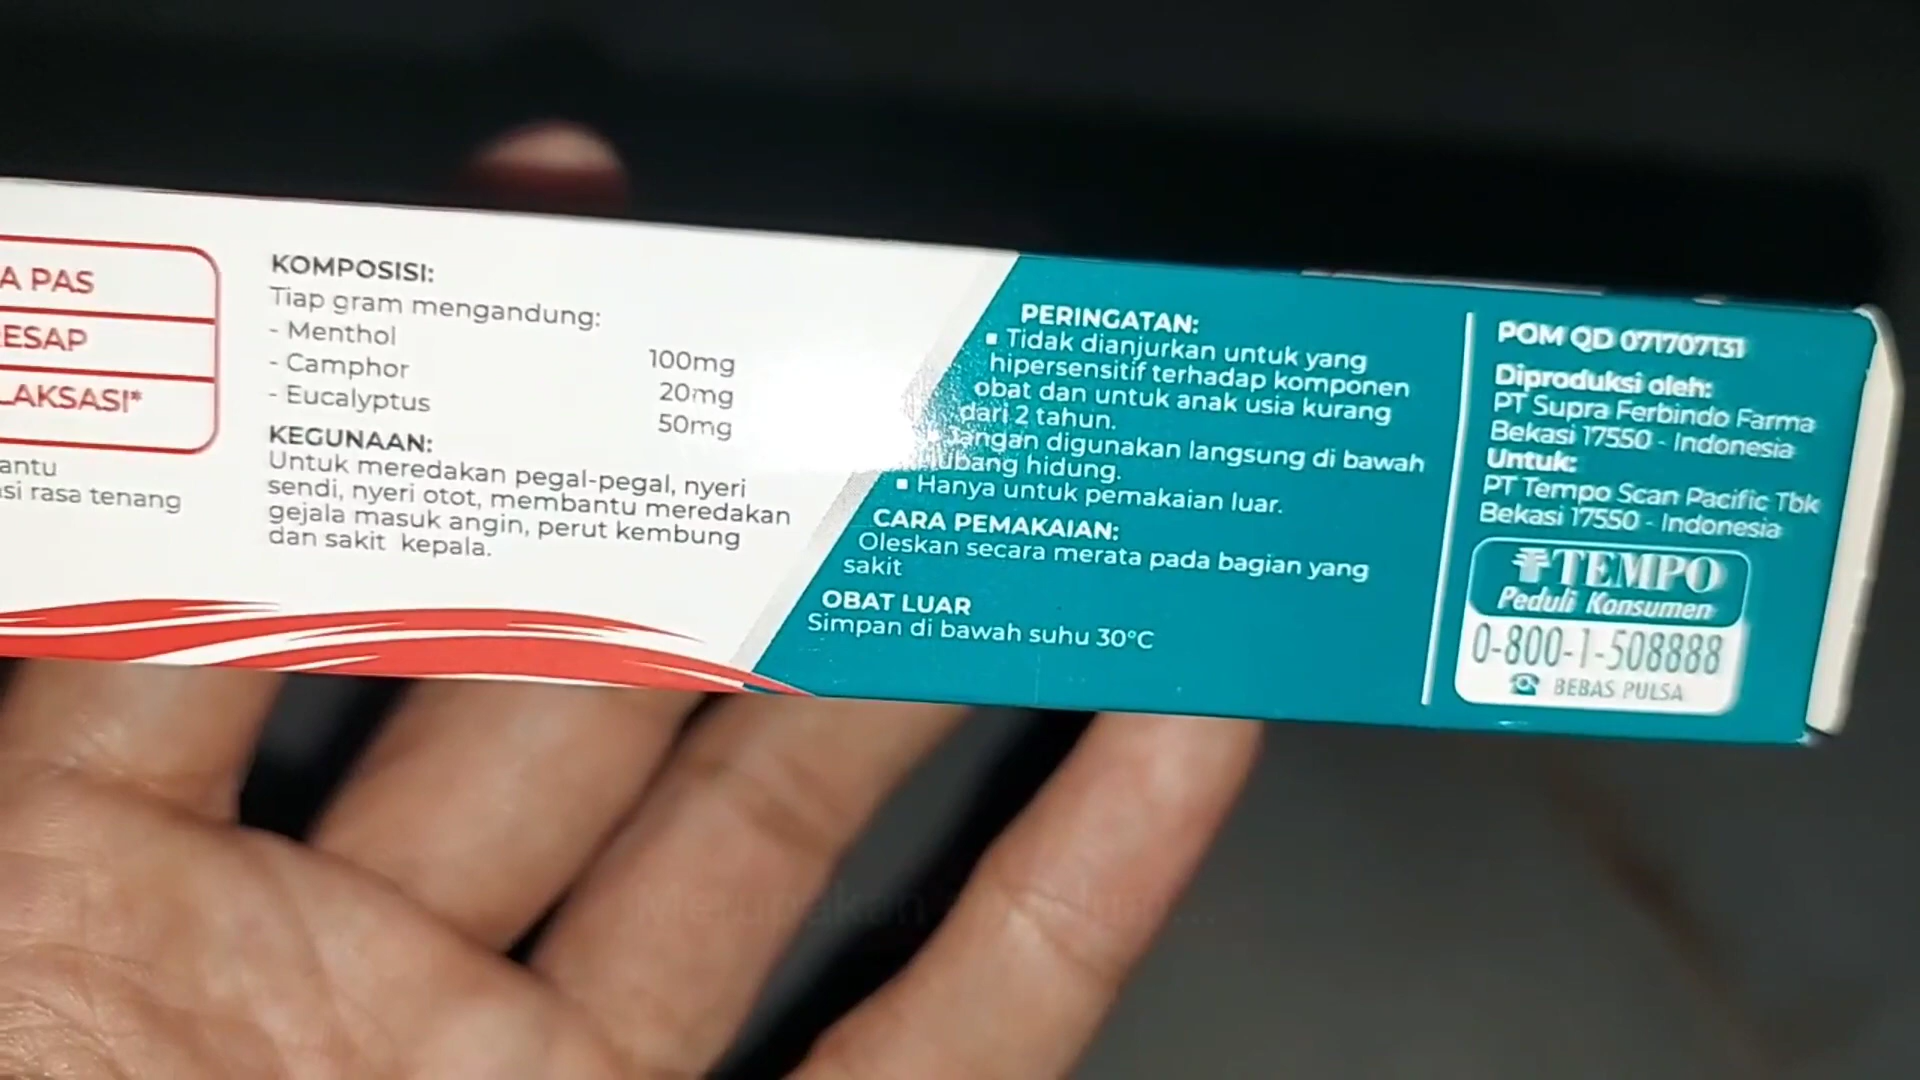 A PAS
ESAP
LAKSASI*
antu
si rasa tenang
KOMPOSISI:
Tiap gram mengandung:
- Menthol 100mg
- Camphor 20mg
- Eucalyptus 50mg
KEGUNAAN:
Untuk meredakan pegal-pegal, nyeri
sendi, nyeri otot, membantu meredakan
gejala masuk angin, perut kembung
dan sakit kepala.
PERINGATAN:
▪ Tidak dianjurkan untuk yang
hipersensitif terhadap komponen
obat dan untuk anak usia kurang
dari 2 tahun.
▪ Jangan digunakan langsung di bawah
lubang hidung.
▪ Hanya untuk pemakaian luar.
CARA PEMAKAIAN:
Oleskan secara merata pada bagian yang
sakit
OBAT LUAR
Simpan di bawah suhu 30°C
POM QD 071707131
Diproduksi oleh:
PT Supra Ferbindo Farma
Bekasi 17550 - Indonesia
Untuk:
PT Tempo Scan Pacific Tbk
Bekasi 17550 - Indonesia
TEMPO
Peduli Konsumen
0-800-1-508888
BEBAS PULSA
Merupakan